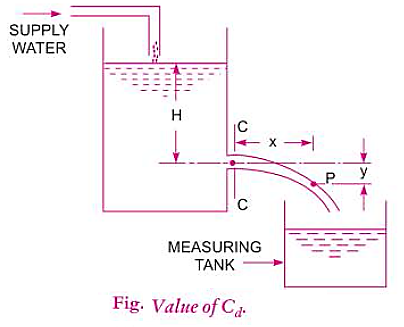 SUPPLY
WATER
H
C
x
P
y
C
MEASURING
TANK
Fig. Value of Cd.